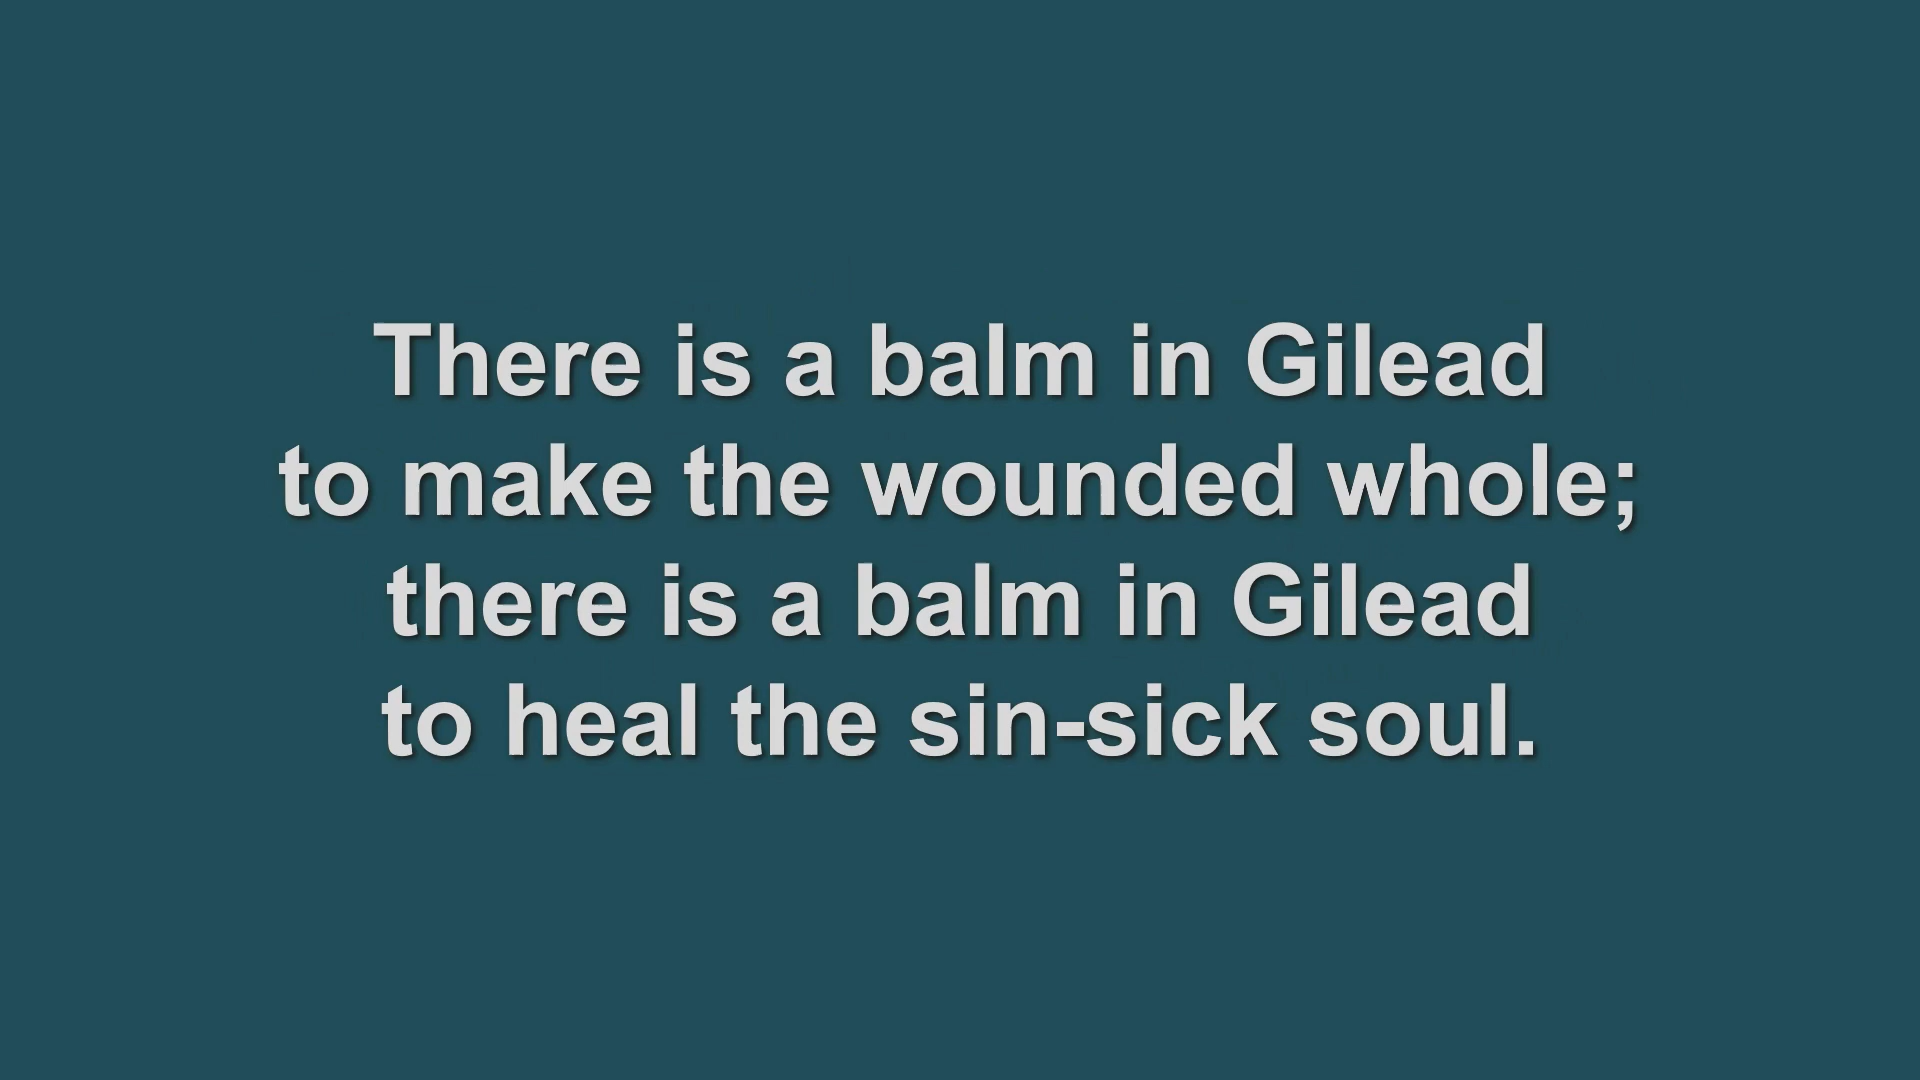 There is a balm in Gilead
to make the wounded whole;
there is a balm in Gilead
to heal the sin-sick soul.